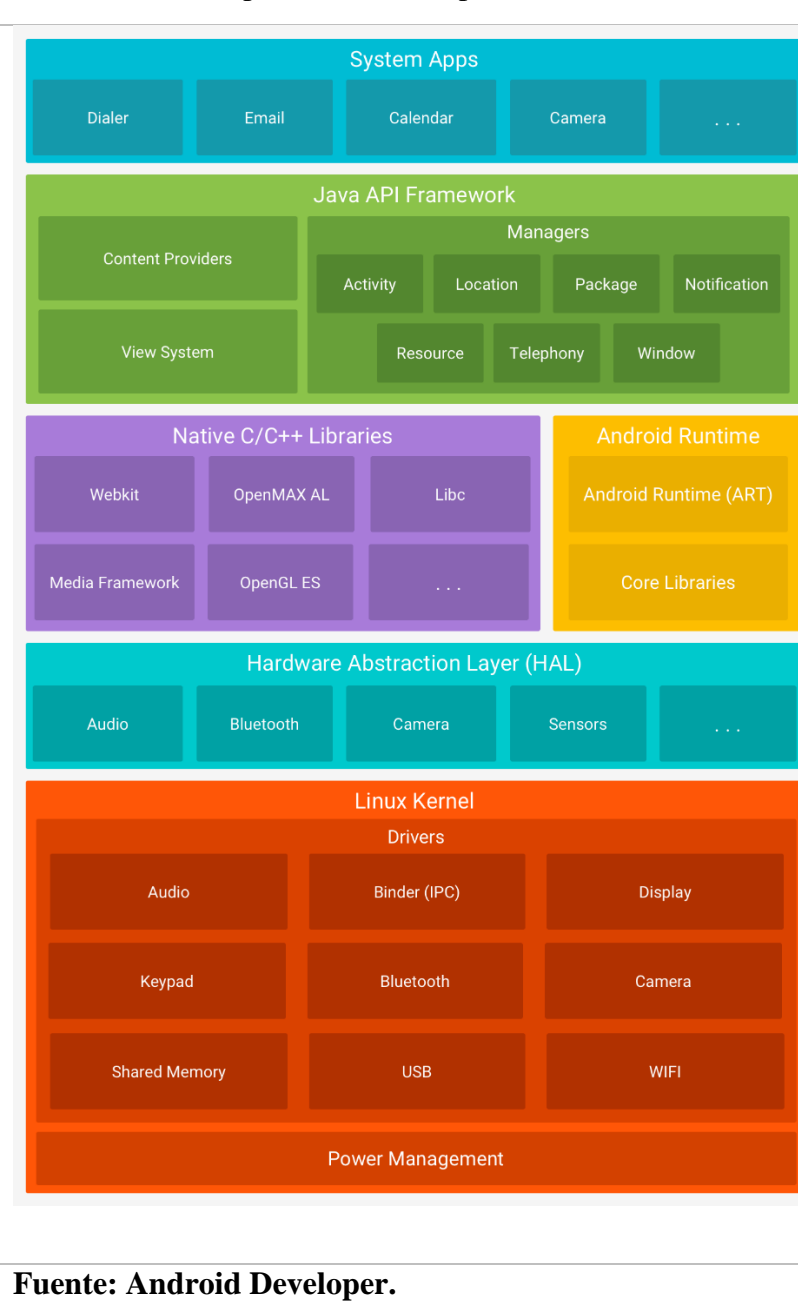 System Apps
Dialer Email Calendar Camera . . .
Java API Framework
Content Providers
View System
Managers
Activity Location Package Notification
Resource Telephony Window
Native C/C++ Libraries
Webkit OpenMAX AL Libc
Media Framework OpenGL ES . . .
Android Runtime
Android Runtime (ART)
Core Libraries
Hardware Abstraction Layer (HAL)
Audio Bluetooth Camera Sensors . . .
Linux Kernel
Drivers
Audio Binder (IPC) Display
Keypad Bluetooth Camera
Shared Memory USB WIFI
Power Management
Fuente: Android Developer.